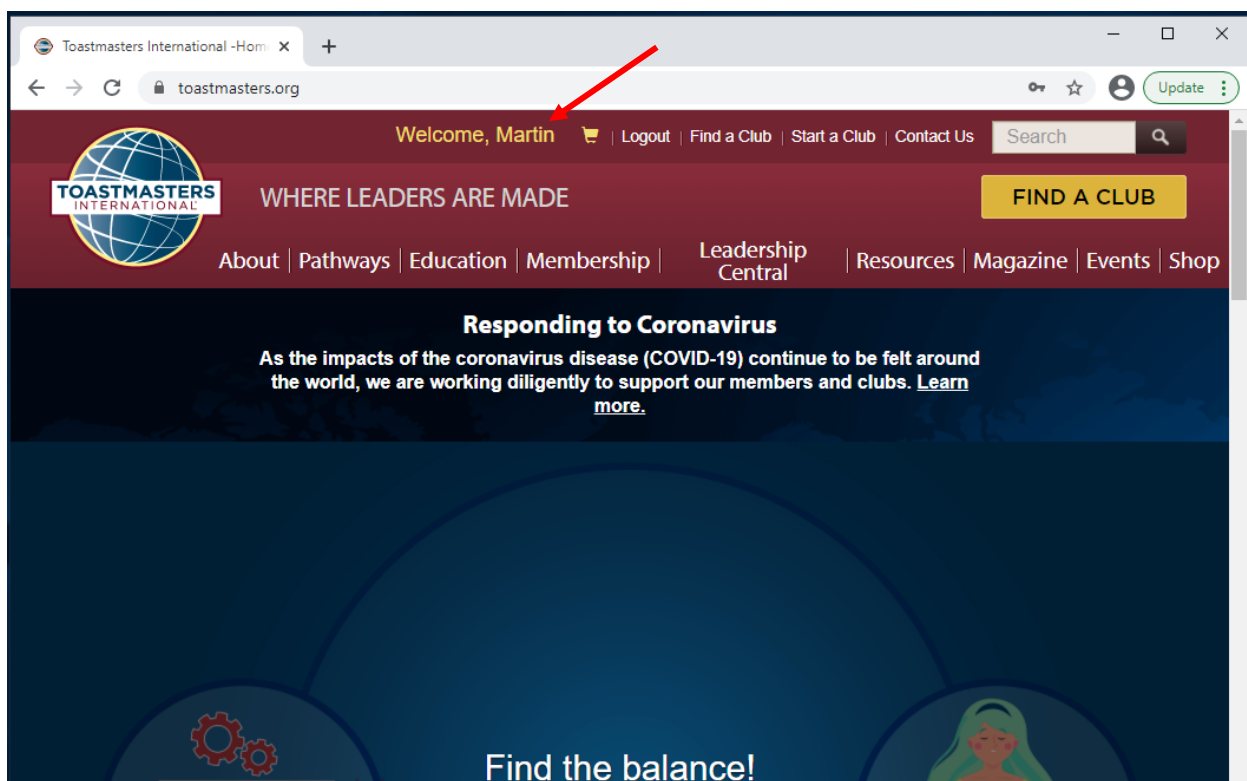 Toastmasters International -Hom
toastmasters.org
Update
Welcome, Martin | Logout | Find a Club | Start a Club | Contact Us
Search
TOASTMASTERS
INTERNATIONAL
WHERE LEADERS ARE MADE
FIND A CLUB
About | Pathways | Education | Membership | Leadership Central | Resources | Magazine | Events | Shop
Responding to Coronavirus
As the impacts of the coronavirus disease (COVID-19) continue to be felt around
the world, we are working diligently to support our members and clubs. Learn
more.
Find the balance!